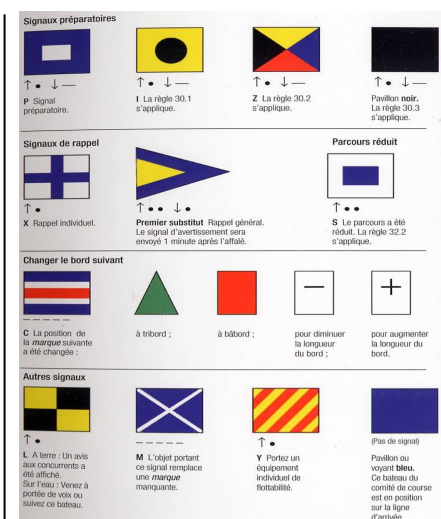 Signaux préparatoires
P Signal
préparatoire.
I La règle 30.1
s'applique.
Z La règle 30.2
s'applique.
Pavillon noir.
La règle 30.3
s'applique.
Signaux de rappel
X Rappel individuel.
Premier substitut Rappel général.
Le signal d'avertissement sera
envoyé 1 minute après l'affalé.
Parcours réduit
S Le parcours a été
réduit. La règle 32.2
s'applique.
Changer le bord suivant
C La position de
la marque suivante
a été changée :
à tribord ;
à bâbord ;
pour diminuer
la longueur
du bord ;
pour augmenter
la longueur du
bord.
Autres signaux
L A terre : Un avis
aux concurrents a
été affiché.
Sur l'eau : Venez à
portée de voix ou
suivez ce bateau.
M L'objet portant
ce signal remplace
une marque
manquante.
Y Portez un
équipement
individuel de
flottabilité.
(Pas de signal)
Pavillon ou
voyant bleu.
Ce bateau du
comité de course
est en position
sur la ligne
d'arrivée